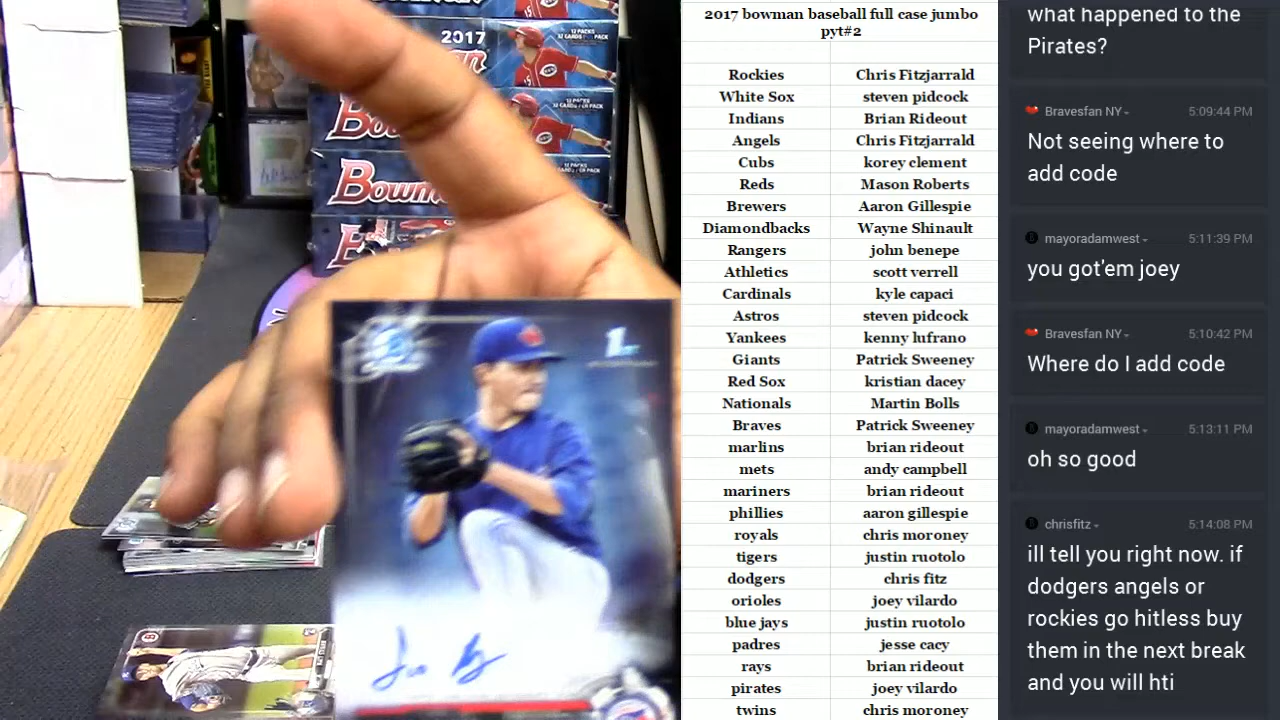 2017
Bowman
Bowm
1st
2017 bowman baseball full case jumbo
pyt#2
Rockies Chris Fitzjarrald
White Sox steven pidcock
Indians Brian Rideout
Angels Chris Fitzjarrald
Cubs korey clement
Reds Mason Roberts
Brewers Aaron Gillespie
Diamondbacks Wayne Shinault
Rangers john benepe
Athletics scott verrell
Cardinals kyle capaci
Astros steven pidcock
Yankees kenny lufrano
Giants Patrick Sweeney
Red Sox kristian dacey
Nationals Martin Bolls
Braves Patrick Sweeney
marlins brian rideout
mets andy campbell
mariners brian rideout
phillies aaron gillespie
royals chris moroney
tigers justin ruotolo
dodgers chris fitz
orioles joey vilardo
blue jays justin ruotolo
padres jesse cacy
rays brian rideout
pirates joey vilardo
twins chris moroney
what happened to the
Pirates?
Bravesfan NY 5:09:44 PM
Not seeing where to
add code
mayoradamwest 5:11:39 PM
you got'em joey
Bravesfan NY 5:10:42 PM
Where do I add code
mayoradamwest 5:13:11 PM
oh so good
chrisfitz 5:14:08 PM
ill tell you right now. if
dodgers angels or
rockies go hitless buy
them in the next break
and you will hti